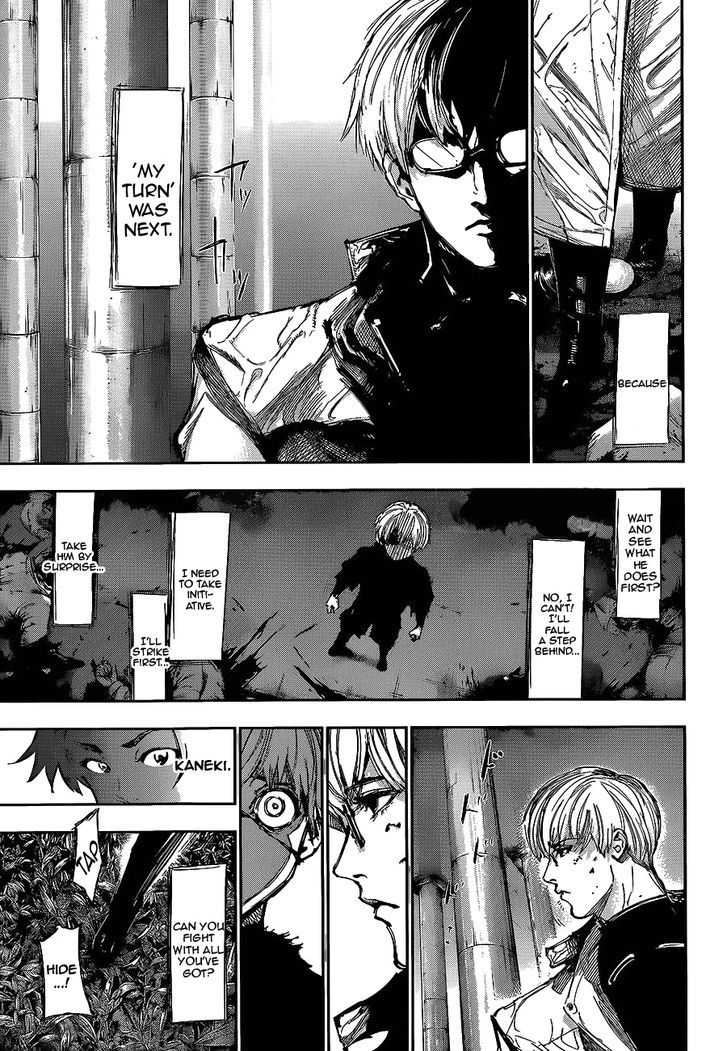 BECAUSE
'MY
TURN'
WAS
NEXT.
WAIT
AND
SEE
WHAT
HE
DOES
FIRST?
NO, I
CAN'T!
I'LL
FALL
A STEP
BEHIND...
I NEED
TO TAKE
INITI-
ATIVE.
I'LL
STRIKE
FIRST...
TAKE
HIM BY
SURPRISE...
KANEKI.
CAN YOU
FIGHT
WITH ALL
YOU'VE
GOT?
TAP
HIDE
...!